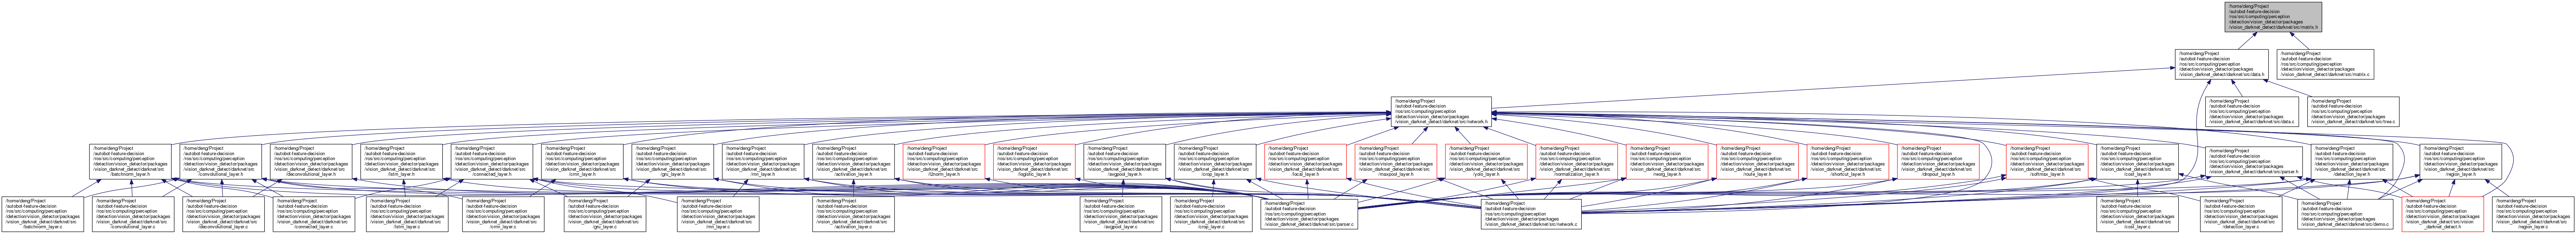 /home/deng/Project
/autobot-feature-decision
/ros/src/computing/perception
/detection/vision_detector/packages
/vision_darknet_detect/darknet/src/matrix.h
/home/deng/Project
/autobot-feature-decision
/ros/src/computing/perception
/detection/vision_detector/packages
/vision_darknet_detect/darknet/src/data.h
/home/deng/Project
/autobot-feature-decision
/ros/src/computing/perception
/detection/vision_detector/packages
/vision_darknet_detect/darknet/src/matrix.c
/home/deng/Project
/autobot-feature-decision
/ros/src/computing/perception
/detection/vision_detector/packages
/vision_darknet_detect/darknet/src/network.h
/home/deng/Project
/autobot-feature-decision
/ros/src/computing/perception
/detection/vision_detector/packages
/vision_darknet_detect/darknet/src/data.c
/home/deng/Project
/autobot-feature-decision
/ros/src/computing/perception
/detection/vision_detector/packages
/vision_darknet_detect/darknet/src/tree.c
/home/deng/Project
/autobot-feature-decision
/ros/src/computing/perception
/detection/vision_detector/packages
/vision_darknet_detect/darknet/src
/batchnorm_layer.h
/home/deng/Project
/autobot-feature-decision
/ros/src/computing/perception
/detection/vision_detector/packages
/vision_darknet_detect/darknet/src
/convolutional_layer.h
/home/deng/Project
/autobot-feature-decision
/ros/src/computing/perception
/detection/vision_detector/packages
/vision_darknet_detect/darknet/src
/deconvolutional_layer.h
/home/deng/Project
/autobot-feature-decision
/ros/src/computing/perception
/detection/vision_detector/packages
/vision_darknet_detect/darknet/src
/lstm_layer.h
/home/deng/Project
/autobot-feature-decision
/ros/src/computing/perception
/detection/vision_detector/packages
/vision_darknet_detect/darknet/src
/connected_layer.h
/home/deng/Project
/autobot-feature-decision
/ros/src/computing/perception
/detection/vision_detector/packages
/vision_darknet_detect/darknet/src
/crnn_layer.h
/home/deng/Project
/autobot-feature-decision
/ros/src/computing/perception
/detection/vision_detector/packages
/vision_darknet_detect/darknet/src
/gru_layer.h
/home/deng/Project
/autobot-feature-decision
/ros/src/computing/perception
/detection/vision_detector/packages
/vision_darknet_detect/darknet/src
/rnn_layer.h
/home/deng/Project
/autobot-feature-decision
/ros/src/computing/perception
/detection/vision_detector/packages
/vision_darknet_detect/darknet/src
/activation_layer.h
/home/deng/Project
/autobot-feature-decision
/ros/src/computing/perception
/detection/vision_detector/packages
/vision_darknet_detect/darknet/src
/l2norm_layer.h
/home/deng/Project
/autobot-feature-decision
/ros/src/computing/perception
/detection/vision_detector/packages
/vision_darknet_detect/darknet/src
/logistic_layer.h
/home/deng/Project
/autobot-feature-decision
/ros/src/computing/perception
/detection/vision_detector/packages
/vision_darknet_detect/darknet/src
/avgpool_layer.h
/home/deng/Project
/autobot-feature-decision
/ros/src/computing/perception
/detection/vision_detector/packages
/vision_darknet_detect/darknet/src
/crop_layer.h
/home/deng/Project
/autobot-feature-decision
/ros/src/computing/perception
/detection/vision_detector/packages
/vision_darknet_detect/darknet/src
/local_layer.h
/home/deng/Project
/autobot-feature-decision
/ros/src/computing/perception
/detection/vision_detector/packages
/vision_darknet_detect/darknet/src
/maxpool_layer.h
/home/deng/Project
/autobot-feature-decision
/ros/src/computing/perception
/detection/vision_detector/packages
/vision_darknet_detect/darknet/src
/home/deng/Project
/autobot-feature-decision
/ros/src/computing/perception
/detection/vision_detector/packages
/vision_darknet_detect/darknet/src
/normalization_layer.h
/home/deng/Project
/autobot-feature-decision
/ros/src/computing/perception
/detection/vision_detector/packages
/vision_darknet_detect/darknet/src
/reorg_layer.h
/home/deng/Project
/autobot-feature-decision
/ros/src/computing/perception
/detection/vision_detector/packages
/vision_darknet_detect/darknet/src
/route_layer.h
/home/deng/Project
/autobot-feature-decision
/ros/src/computing/perception
/detection/vision_detector/packages
/vision_darknet_detect/darknet/src
/shortcut_layer.h
/home/deng/Project
/autobot-feature-decision
/ros/src/computing/perception
/detection/vision_detector/packages
/vision_darknet_detect/darknet/src
/dropout_layer.h
/home/deng/Project
/autobot-feature-decision
/ros/src/computing/perception
/detection/vision_detector/packages
/vision_darknet_detect/darknet/src
/softmax_layer.h
/home/deng/Project
/autobot-feature-decision
/ros/src/computing/perception
/detection/vision_detector/packages
/vision_darknet_detect/darknet/src
/cost_layer.h
/home/deng/Project
/autobot-feature-decision
/ros/src/computing/perception
/detection/vision_detector/packages
/vision_darknet_detect/darknet/src/parser.h
/home/deng/Project
/autobot-feature-decision
/ros/src/computing/perception
/detection/vision_detector/packages
/vision_darknet_detect/darknet/src
/detection_layer.h
/home/deng/Project
/autobot-feature-decision
/ros/src/computing/perception
/detection/vision_detector/packages
/vision_darknet_detect/darknet/src
/region_layer.h
/home/deng/Project
/autobot-feature-decision
/ros/src/computing/perception
/detection/vision_detector/packages
/vision_darknet_detect/darknet/src
/batchnorm_layer.c
/home/deng/Project
/autobot-feature-decision
/ros/src/computing/perception
/detection/vision_detector/packages
/vision_darknet_detect/darknet/src
/convolutional_layer.c
/home/deng/Project
/autobot-feature-decision
/ros/src/computing/perception
/detection/vision_detector/packages
/vision_darknet_detect/darknet/src
/deconvolutional_layer.c
/home/deng/Project
/autobot-feature-decision
/ros/src/computing/perception
/detection/vision_detector/packages
/vision_darknet_detect/darknet/src
/connected_layer.c
/home/deng/Project
/autobot-feature-decision
/ros/src/computing/perception
/detection/vision_detector/packages
/vision_darknet_detect/darknet/src
/lstm_layer.c
/home/deng/Project
/autobot-feature-decision
/ros/src/computing/perception
/detection/vision_detector/packages
/vision_darknet_detect/darknet/src
/crnn_layer.c
/home/deng/Project
/autobot-feature-decision
/ros/src/computing/perception
/detection/vision_detector/packages
/vision_darknet_detect/darknet/src
/gru_layer.c
/home/deng/Project
/autobot-feature-decision
/ros/src/computing/perception
/detection/vision_detector/packages
/vision_darknet_detect/darknet/src
/rnn_layer.c
/home/deng/Project
/autobot-feature-decision
/ros/src/computing/perception
/detection/vision_detector/packages
/vision_darknet_detect/darknet/src
/activation_layer.c
/home/deng/Project
/autobot-feature-decision
/ros/src/computing/perception
/detection/vision_detector/packages
/vision_darknet_detect/darknet/src
/avgpool_layer.c
/home/deng/Project
/autobot-feature-decision
/ros/src/computing/perception
/detection/vision_detector/packages
/vision_darknet_detect/darknet/src
/crop_layer.c
/home/deng/Project
/autobot-feature-decision
/ros/src/computing/perception
/detection/vision_detector/packages
/vision_darknet_detect/darknet/src/parser.c
/home/deng/Project
/autobot-feature-decision
/ros/src/computing/perception
/detection/vision_detector/packages
/vision_darknet_detect/darknet/src/network.c
/home/deng/Project
/autobot-feature-decision
/ros/src/computing/perception
/detection/vision_detector/packages
/vision_darknet_detect/darknet/src
/cost_layer.c
/home/deng/Project
/autobot-feature-decision
/ros/src/computing/perception
/detection/vision_detector/packages
/vision_darknet_detect/darknet/src
/detection_layer.c
/home/deng/Project
/autobot-feature-decision
/ros/src/computing/perception
/detection/vision_detector/packages
/vision_darknet_detect/darknet/src/demo.c
/home/deng/Project
/autobot-feature-decision
/ros/src/computing/perception
/detection/vision_detector/packages
/vision_darknet_detect/src/vision
_darknet_detect.h
/home/deng/Project
/autobot-feature-decision
/ros/src/computing/perception
/detection/vision_detector/packages
/vision_darknet_detect/darknet/src
/region_layer.c